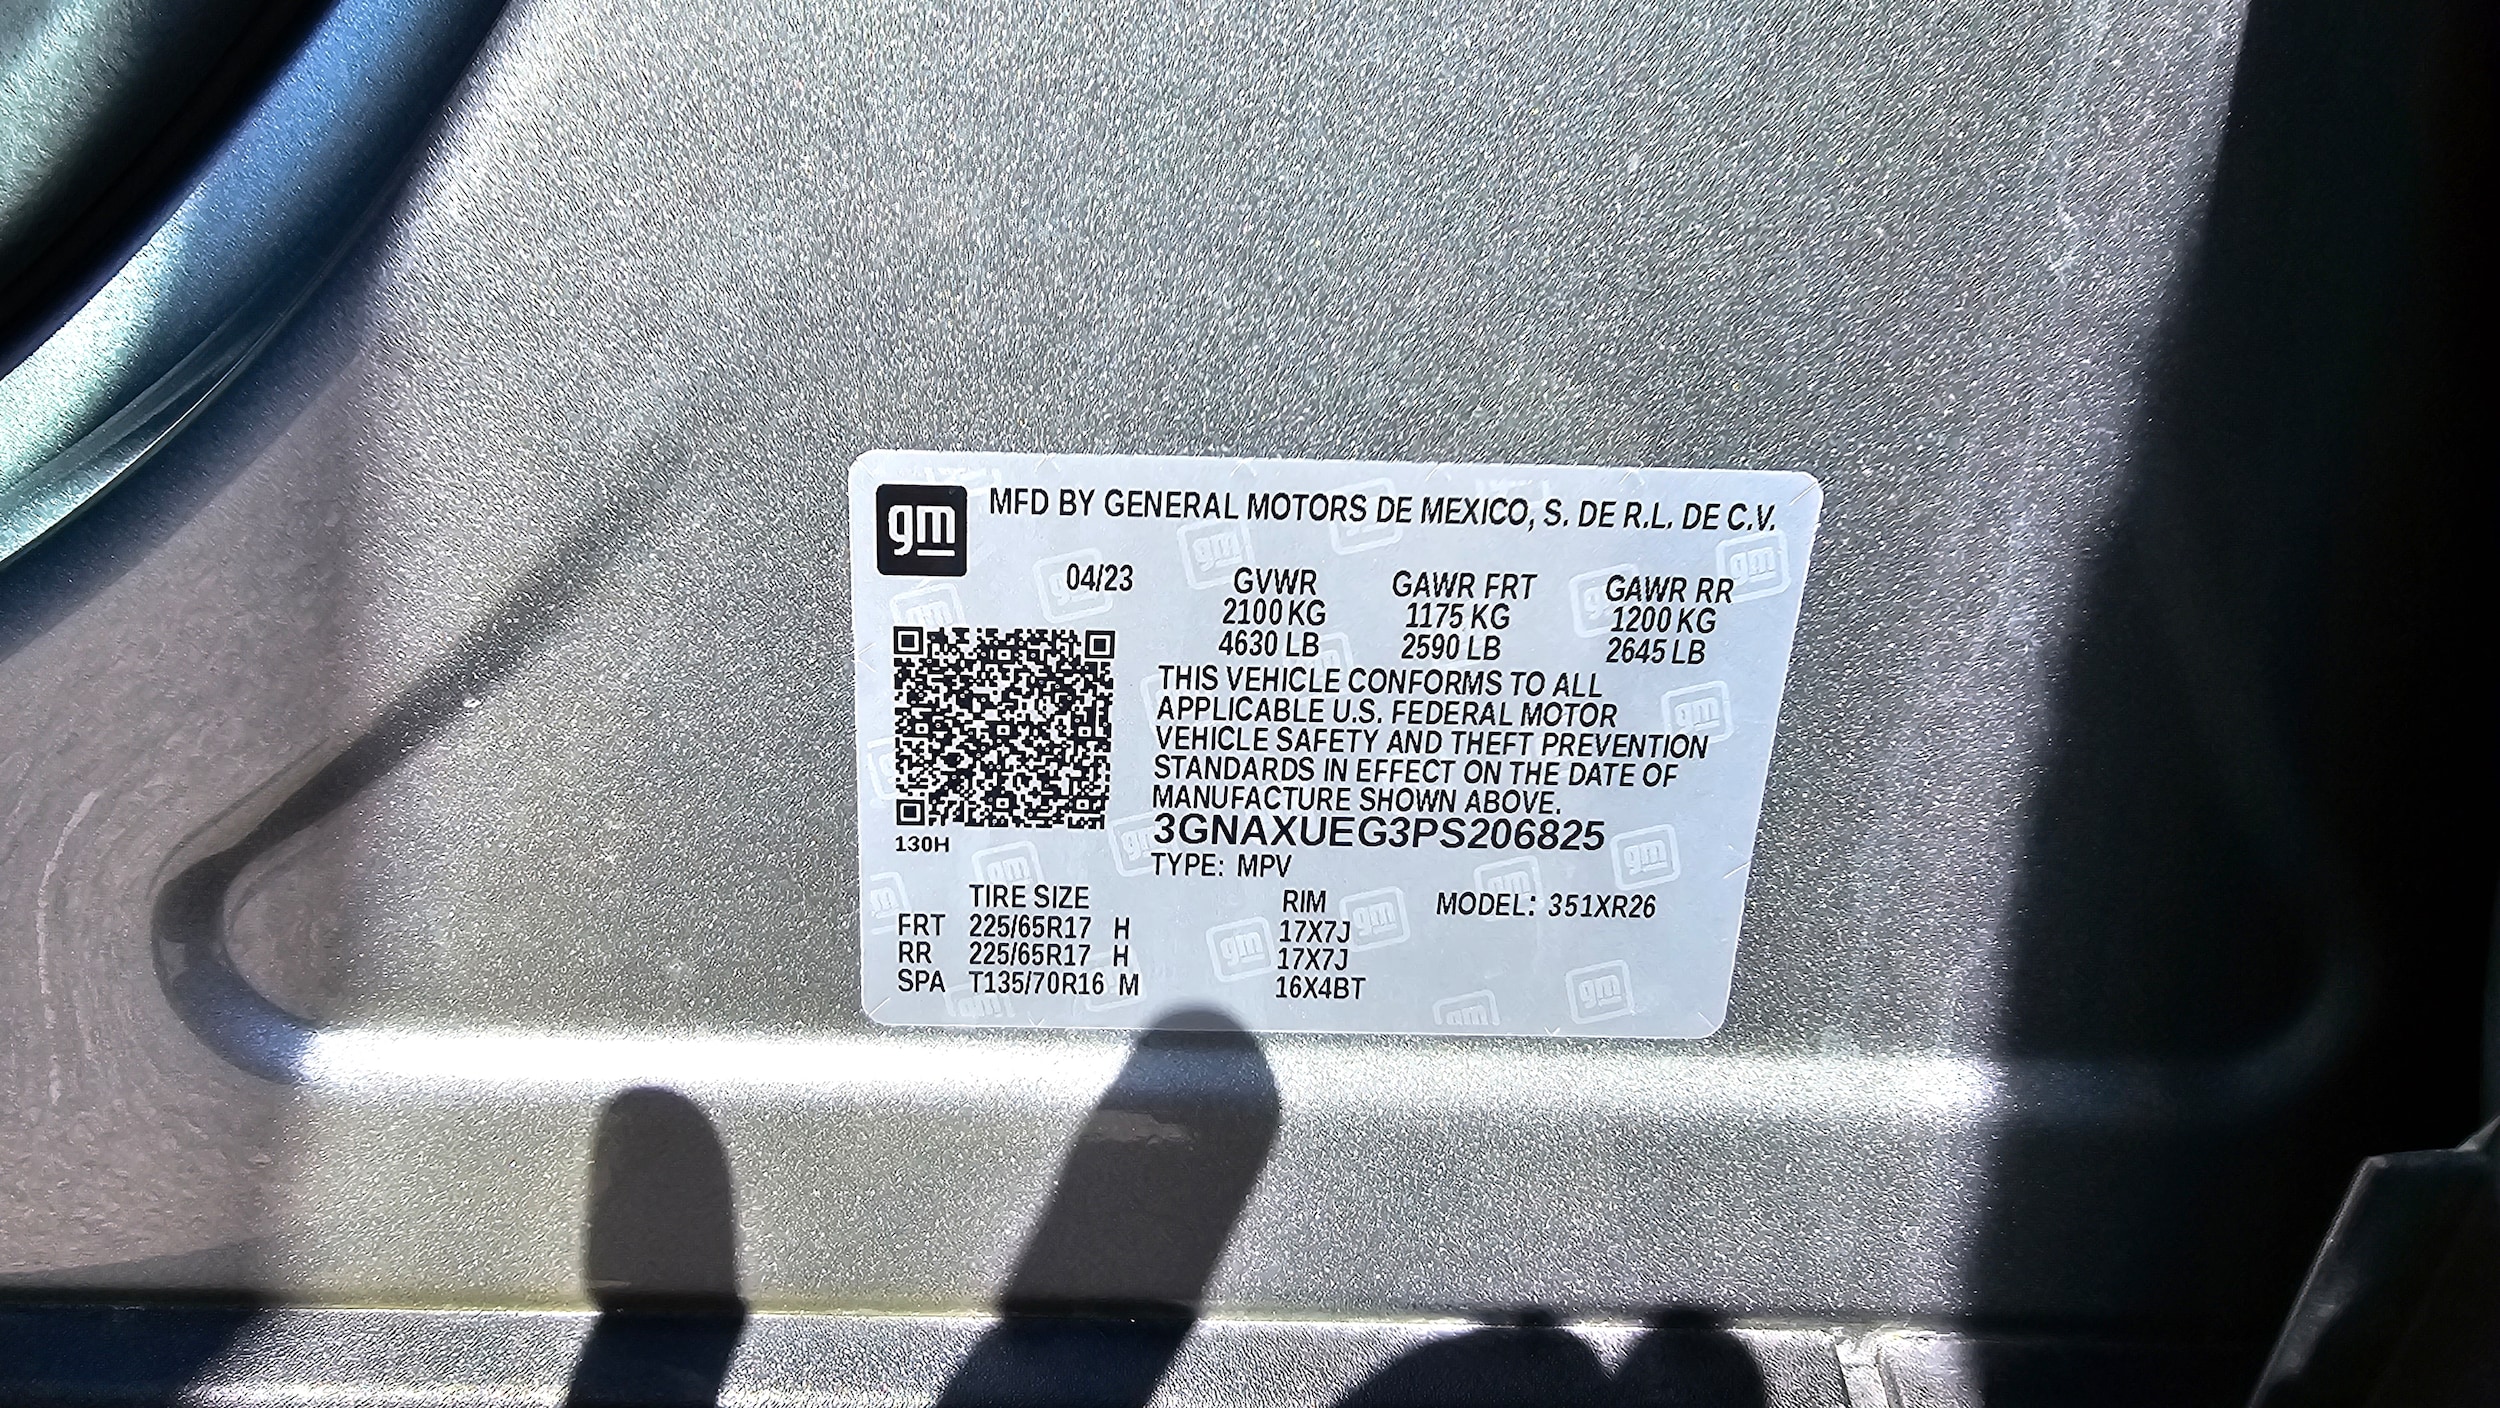 gm MFD BY GENERAL MOTORS DE MEXICO, S. DE R.L. DE C.V.
04/23 GVWR GAWR FRT GAWR RR
2100 KG 1175 KG 1200 KG
4630 LB 2590 LB 2645 LB
THIS VEHICLE CONFORMS TO ALL
APPLICABLE U.S. FEDERAL MOTOR
VEHICLE SAFETY AND THEFT PREVENTION
STANDARDS IN EFFECT ON THE DATE OF
MANUFACTURE SHOWN ABOVE.
3GNAXUEG3PS206825
130H
TYPE: MPV
TIRE SIZE RIM MODEL: 351XR26
FRT 225/65R17 H 17X7J
RR 225/65R17 H 17X7J
SPA T135/70R16 M 16X4BT